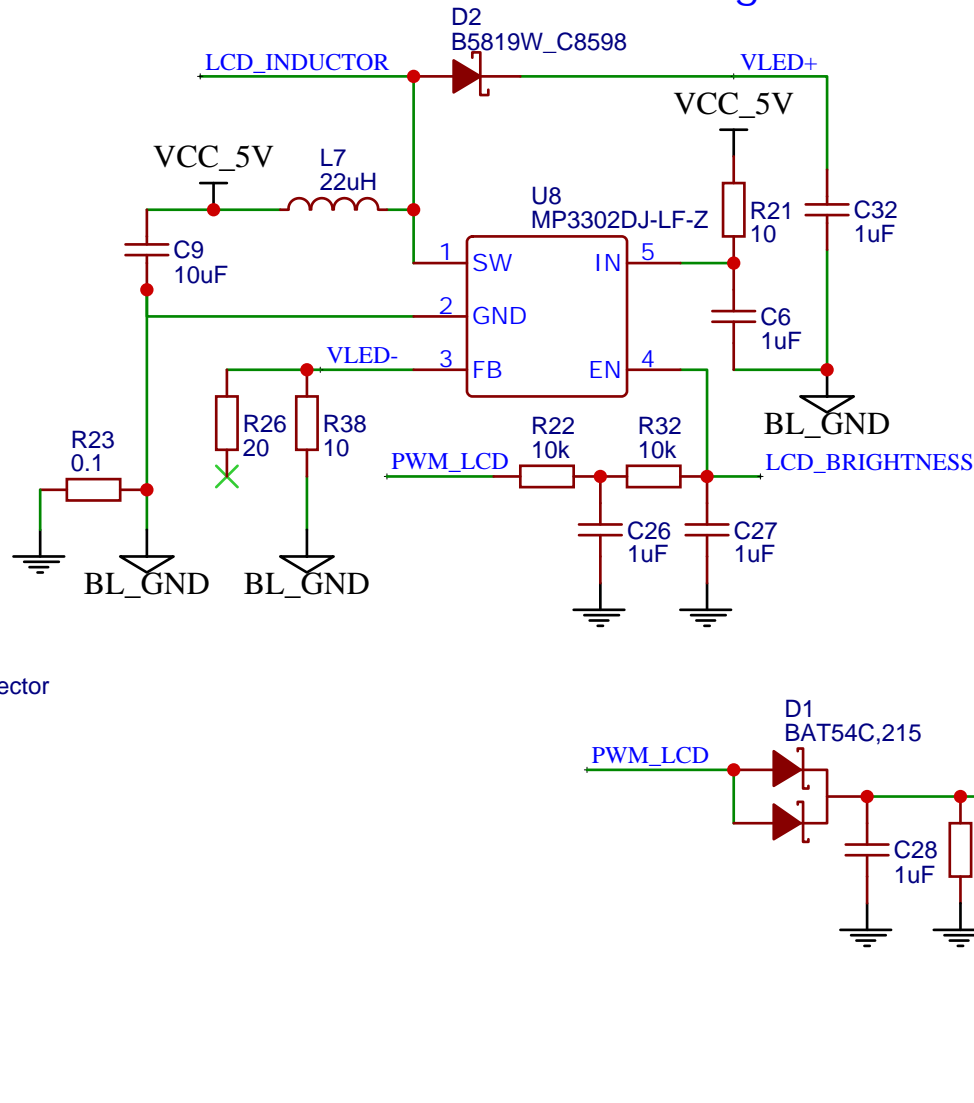 g
D2
B5819W_C8598
LCD_INDUCTOR
VLED+
VCC_5V
VCC_5V
L7
22uH
U8
MP3302DJ-LF-Z
R21
10
C32
1uF
C9
10uF
1
SW
IN
5
2
GND
C6
1uF
VLED-
3
FB
EN
4
R26
20
R38
10
BL_GND
R23
0.1
R22
10k
R32
10k
PWM_LCD
LCD_BRIGHTNESS
C26
1uF
C27
1uF
BL_GND
BL_GND
ector
D1
BAT54C,215
PWM_LCD
C28
1uF